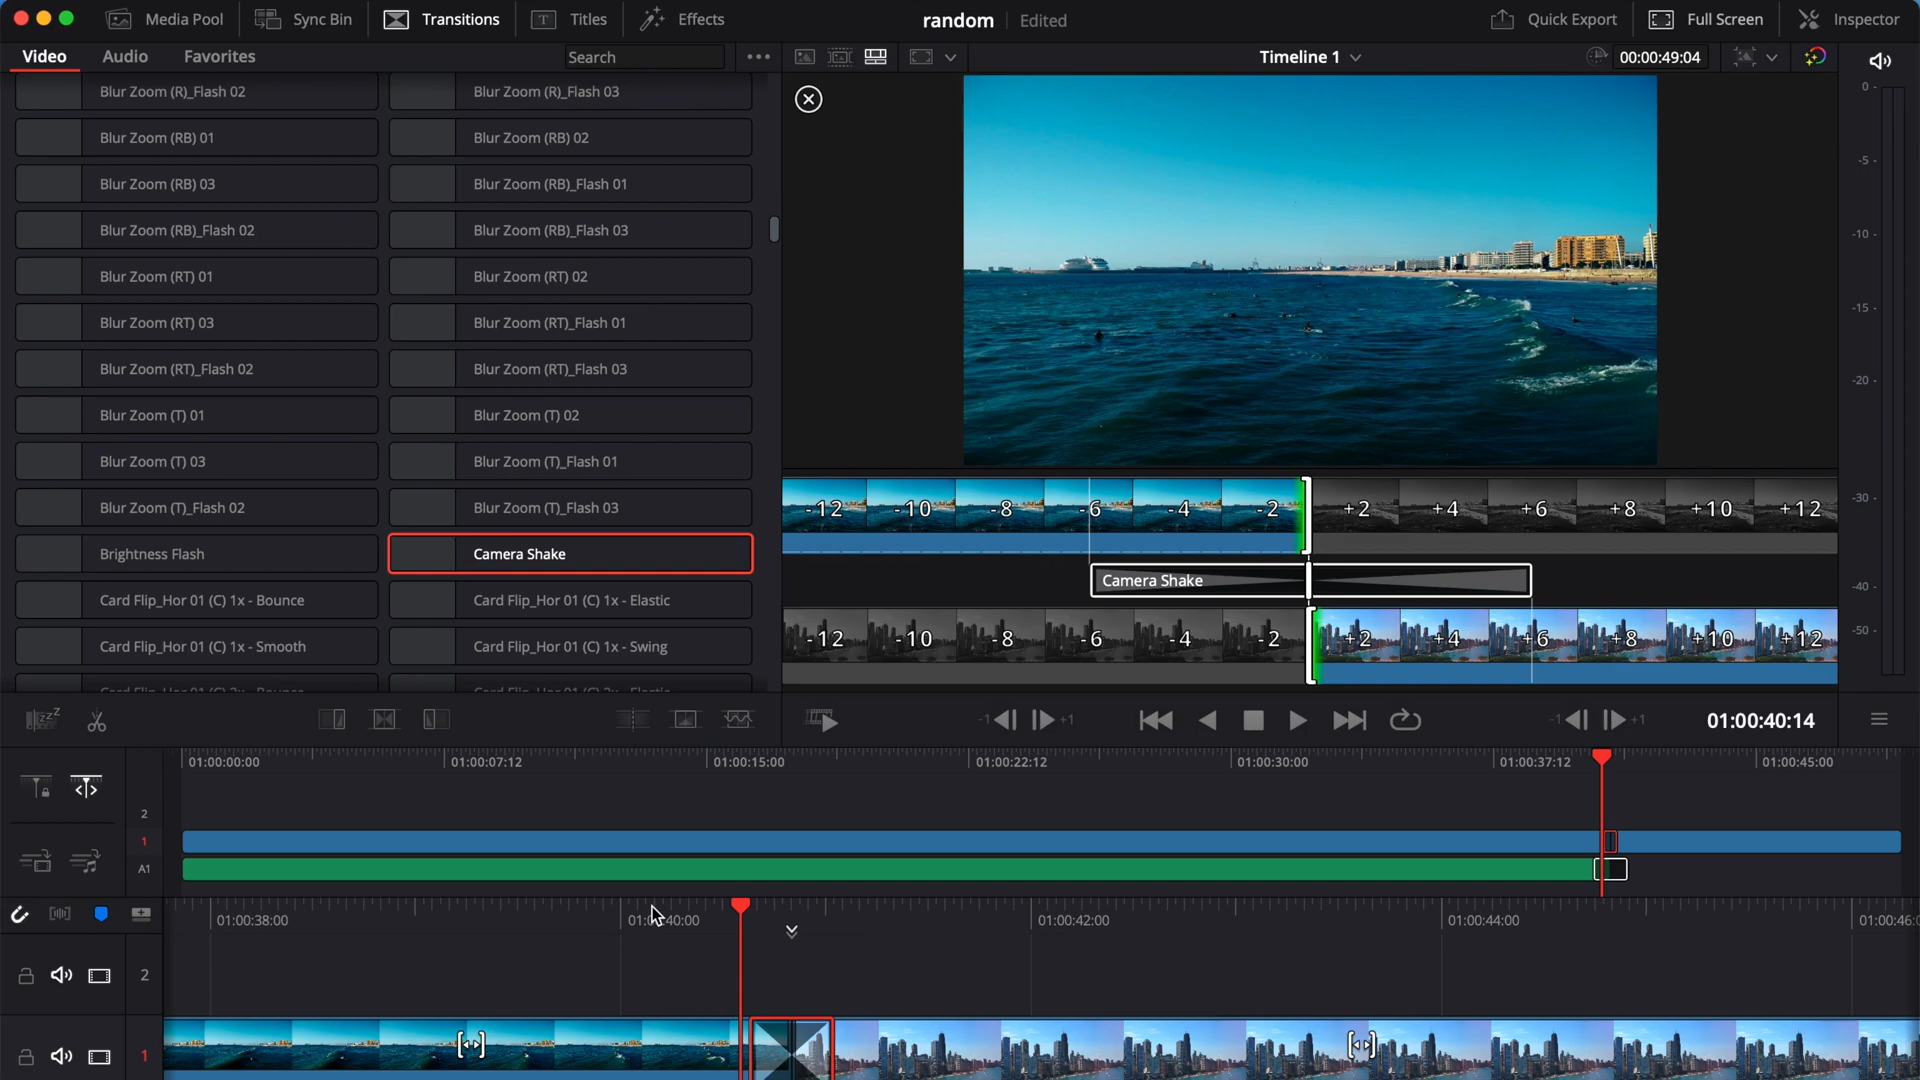 Media Pool Sync Bin Transitions Titles Effects random Edited Quick Export Full Screen Inspector
Video Audio Favorites Search ••• Timeline 1 00:00:49:04
Blur Zoom (R)_Flash 02 Blur Zoom (R)_Flash 03
Blur Zoom (RB) 01 Blur Zoom (RB) 02
Blur Zoom (RB) 03 Blur Zoom (RB)_Flash 01
Blur Zoom (RB)_Flash 02 Blur Zoom (RB)_Flash 03
Blur Zoom (RT) 01 Blur Zoom (RT) 02
Blur Zoom (RT) 03 Blur Zoom (RT)_Flash 01
Blur Zoom (RT)_Flash 02 Blur Zoom (RT)_Flash 03
Blur Zoom (T) 01 Blur Zoom (T) 02
Blur Zoom (T) 03 Blur Zoom (T)_Flash 01
Blur Zoom (T)_Flash 02 Blur Zoom (T)_Flash 03
Brightness Flash Camera Shake
Card Flip_Hor 01 (C) 1x - Bounce Card Flip_Hor 01 (C) 1x - Elastic
Card Flip_Hor 01 (C) 1x - Smooth Card Flip_Hor 01 (C) 1x - Swing
0
-5
-10
-15
-20
-30
-40
-50
-12 -10 -8 -6 -4 -2 +2 +4 +6 +8 +10 +12
Camera Shake
-12 -10 -8 -6 -4 -2 +2 +4 +6 +8 +10 +12
-1 +1 -1 +1 01:00:40:14
01:00:00:00 01:00:07:12 01:00:15:00 01:00:22:12 01:00:30:00 01:00:37:12 01:00:45:00
2
1
A1
01:00:38:00 01:00:42:00 01:00:44:00
2
1